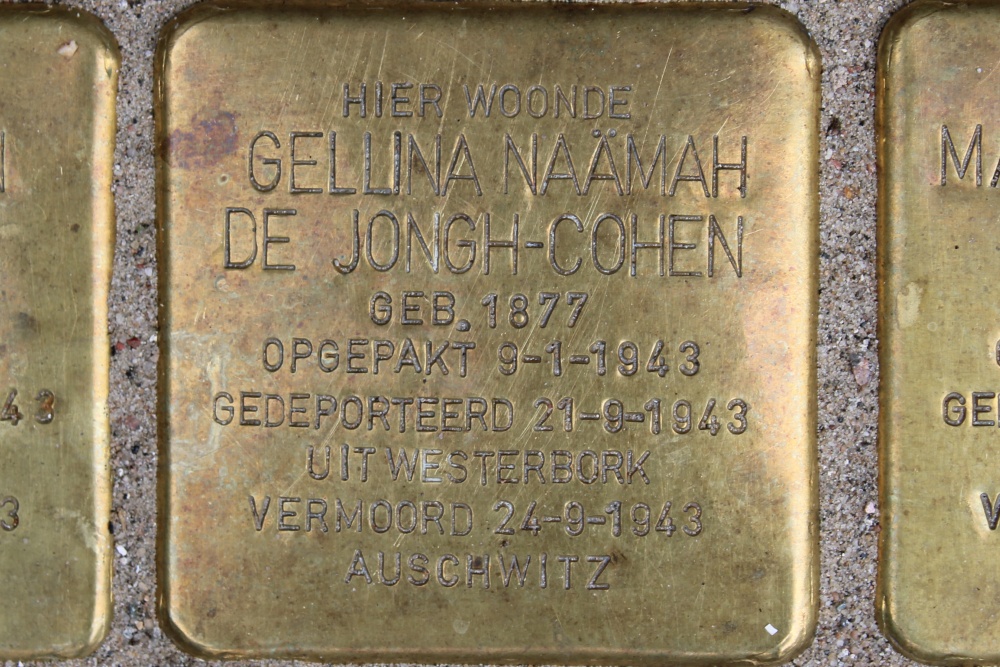 HIER WOONDE
GELLINA NAÄMAH
DE JONGH-COHEN
GEB. 1877
OPGEPAKT 9-1-1943
GEDEPORTEERD 21-9-1943
UIT WESTERBORK
VERMOORD 24-9-1943
AUSCHWITZ